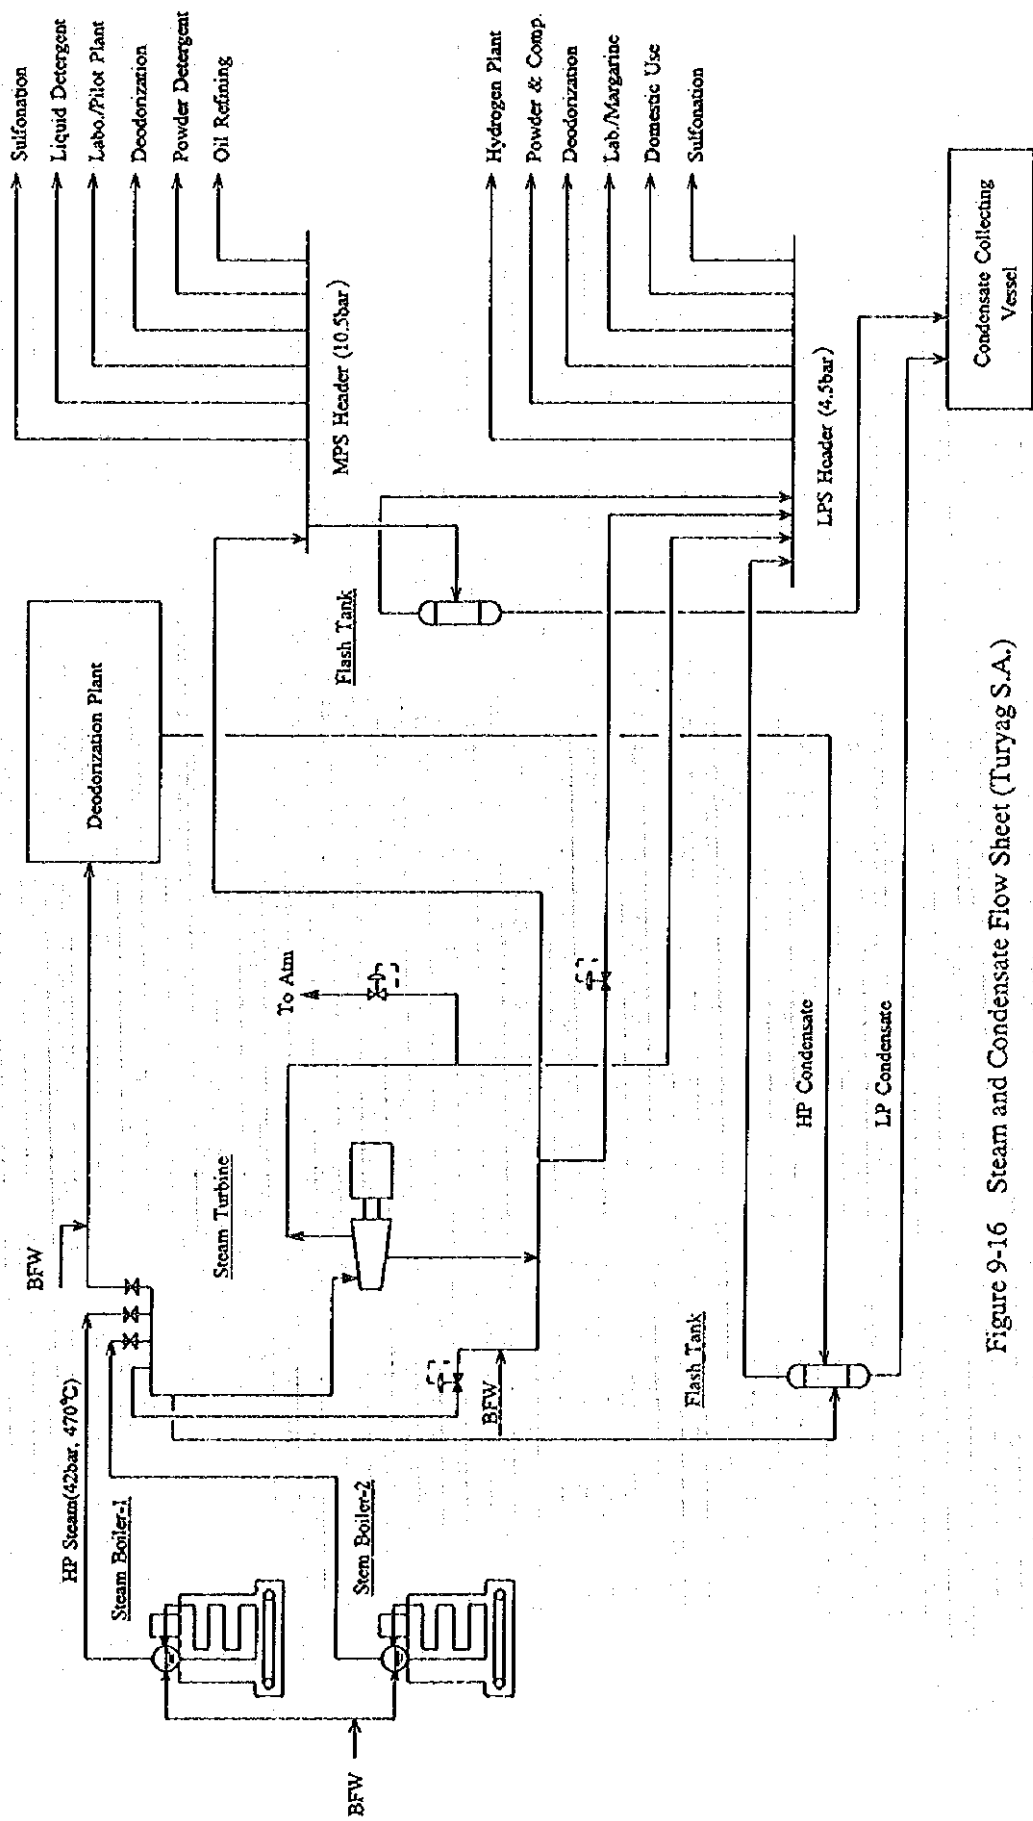 BFW
BFW
HP Steam(42bar, 470°C)
Steam Boiler-1
Stem Boiler-2
BFW
BFW
Steam Turbine
To Atm
Deodorization Plant
Flash Tank
Flash Tank
HP Condensate
LP Condensate
MPS Header (10.5bar)
Sulfonation
Liquid Detergent
Labo./Pilot Plant
Deodorization
Powder Detergent
Oil Refining
LPS Header (4.5bar)
Hydrogen Plant
Powder & Comp.
Deodorization
Lab./Margarine
Domestic Use
Sulfonation
Condensate Collecting
Vessel
Figure 9-16 Steam and Condensate Flow Sheet (Turyag S.A.)